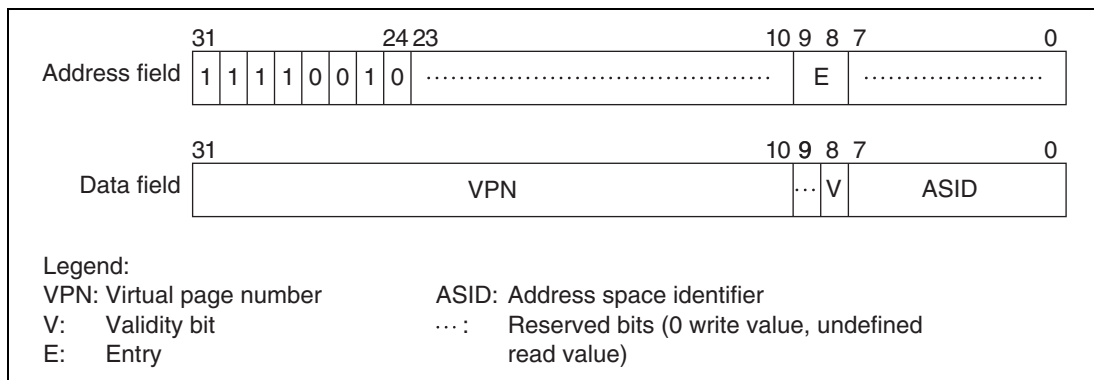 31 24 23 10 9 8 7 0
Address field 1 1 1 1 0 0 1 0 ········ E ········
31 10 9 8 7 0
Data field VPN ··· V ASID
Legend:
VPN: Virtual page number ASID: Address space identifier
V: Validity bit ··· : Reserved bits (0 write value, undefined
E: Entry read value)